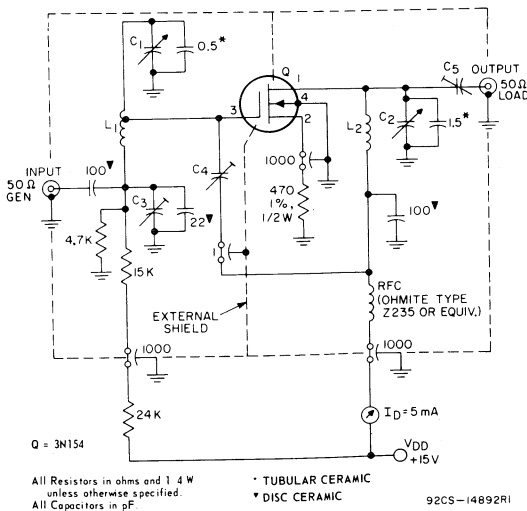 C1
0.5*
Q
1
4
3
2
C5
OUTPUT
50Ω
LOAD
L1
L2
C2
1.5*
INPUT
50Ω
GEN
100▼
C4
1000
C3
22▼
470
1%,
1/2W
100▼
4.7K
15K
1
RFC
(OHMITE TYPE
Z235 OR EQUIV.)
EXTERNAL
SHIELD
1000
1000
24K
ID=5mA
VDD
+15V
Q = 3N154
All Resistors in ohms and 1 4 W
unless otherwise specified.
All Capacitors in pF.
* TUBULAR CERAMIC
▼ DISC CERAMIC
92CS-14892R1